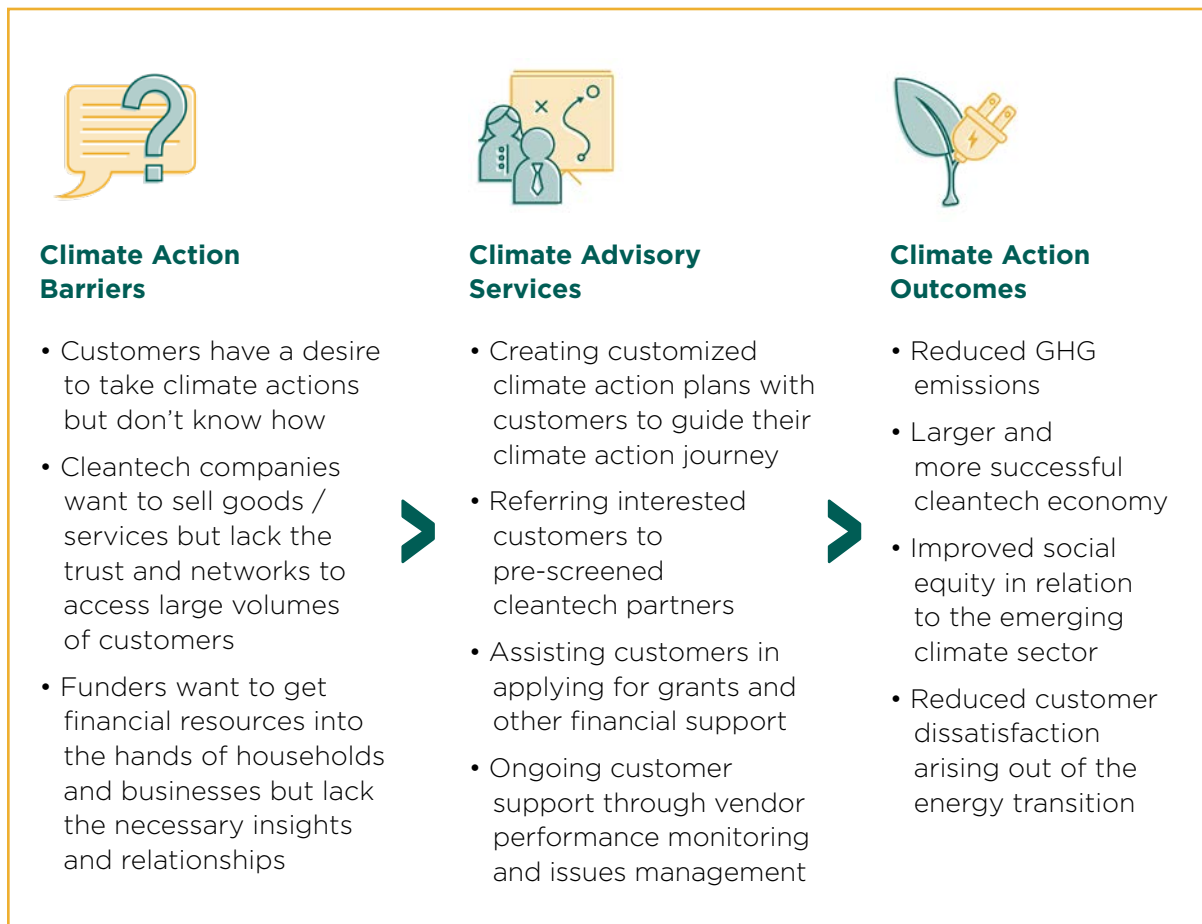 Climate Action
Barriers
• Customers have a desire
to take climate actions
but don’t know how
• Cleantech companies
want to sell goods /
services but lack the
trust and networks to
access large volumes
of customers
• Funders want to get
financial resources into
the hands of households
and businesses but lack
the necessary insights
and relationships
Climate Advisory
Services
• Creating customized
climate action plans with
customers to guide their
climate action journey
• Referring interested
customers to
pre-screened
cleantech partners
• Assisting customers in
applying for grants and
other financial support
• Ongoing customer
support through vendor
performance monitoring
and issues management
Climate Action
Outcomes
• Reduced GHG
emissions
• Larger and
more successful
cleantech economy
• Improved social
equity in relation
to the emerging
climate sector
• Reduced customer
dissatisfaction
arising out of the
energy transition